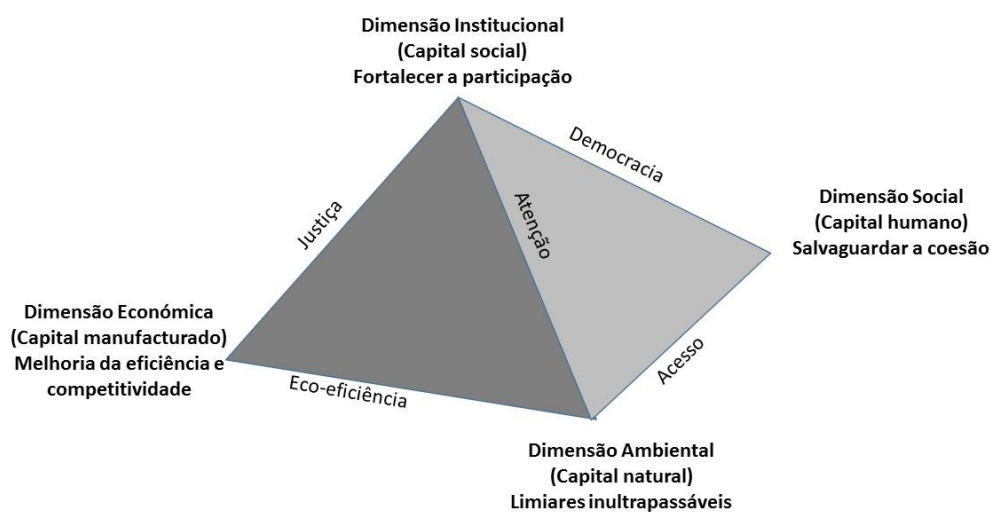 Dimensão Institucional
(Capital social)
Fortalecer a participação
Democracia
Justiça
Atenção
Dimensão Social
(Capital humano)
Salvaguardar a coesão
Dimensão Económica
(Capital manufacturado)
Melhoria da eficiência e
competitividade
Eco-eficiência
Acesso
Dimensão Ambiental
(Capital natural)
Limiares inultrapassáveis